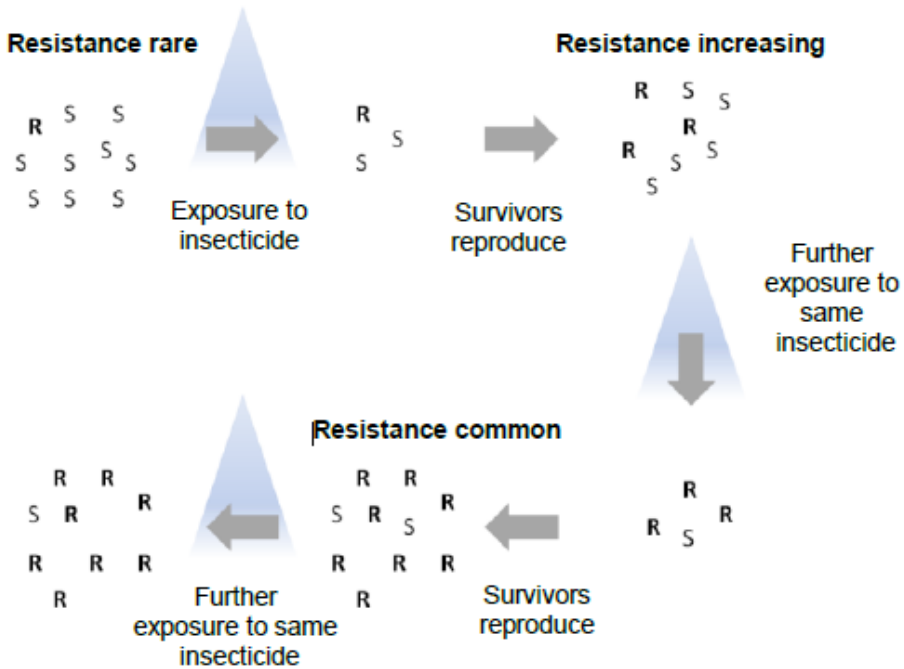 Resistance rare
S S
R
S
S S S S
S S S
Exposure to
insecticide
R
S
S
Survivors
reproduce
Resistance increasing
R S S
R
R S
S
S
Further
exposure to
same
insecticide
R
R R
S
Survivors
reproduce
Resistance common
R R
R
S R
S
R R R
R
Further
exposure to same
insecticide
R R
R
S R
R R R
R